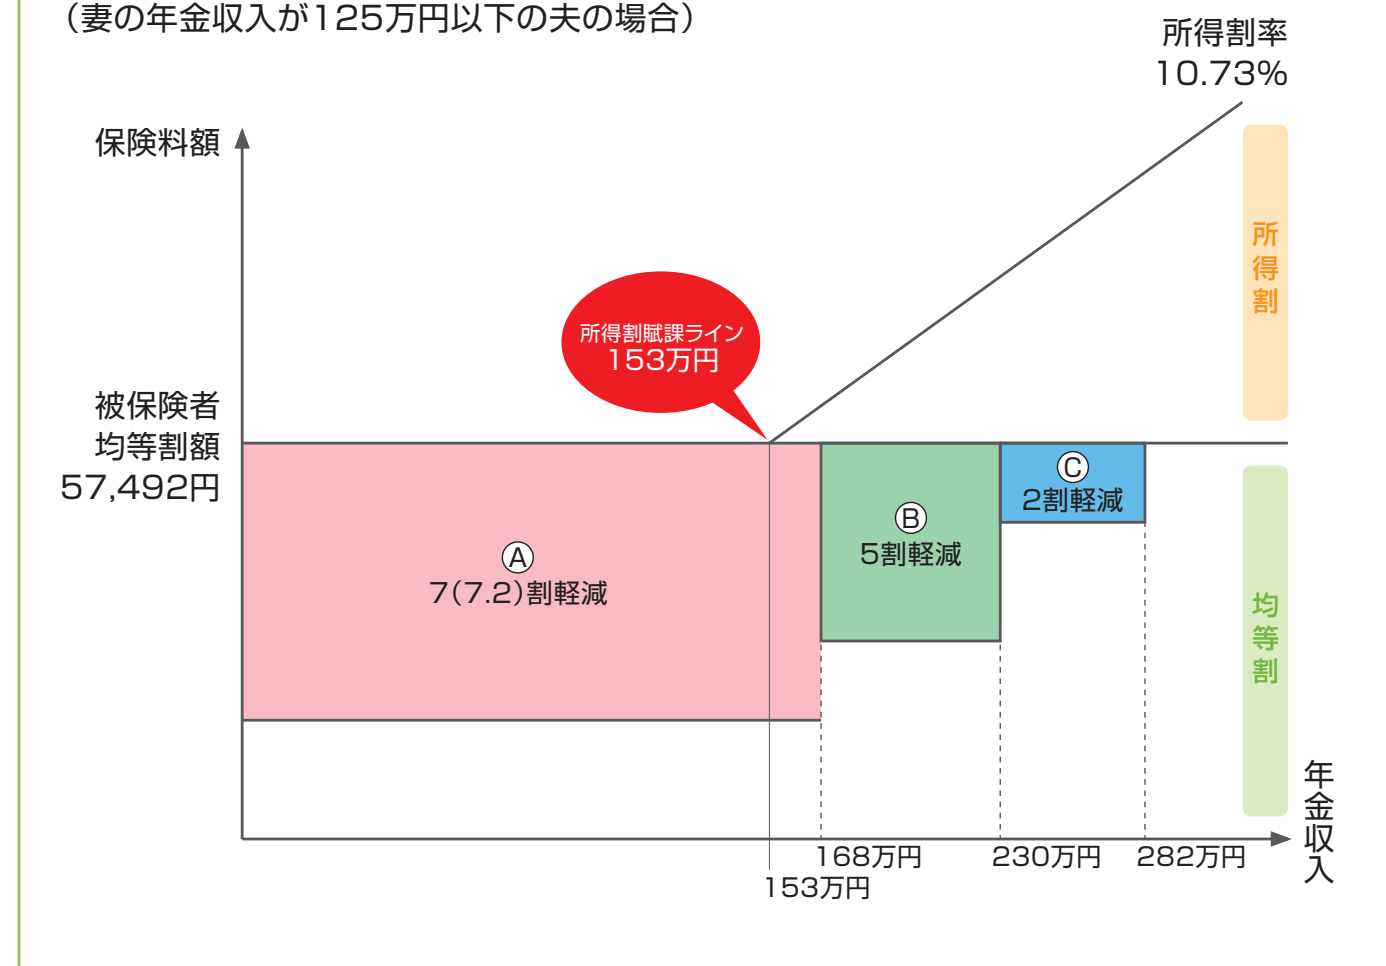 （妻の年金収入が125万円以下の夫の場合）
所得割率
10.73%
保険料額
所得割
所得割賦課ライン
153万円
被保険者
均等割額
57,492円
Ⓒ
2割軽減
Ⓑ
5割軽減
Ⓐ
7(7.2)割軽減
均等割
年金収入
168万円
230万円
282万円
153万円